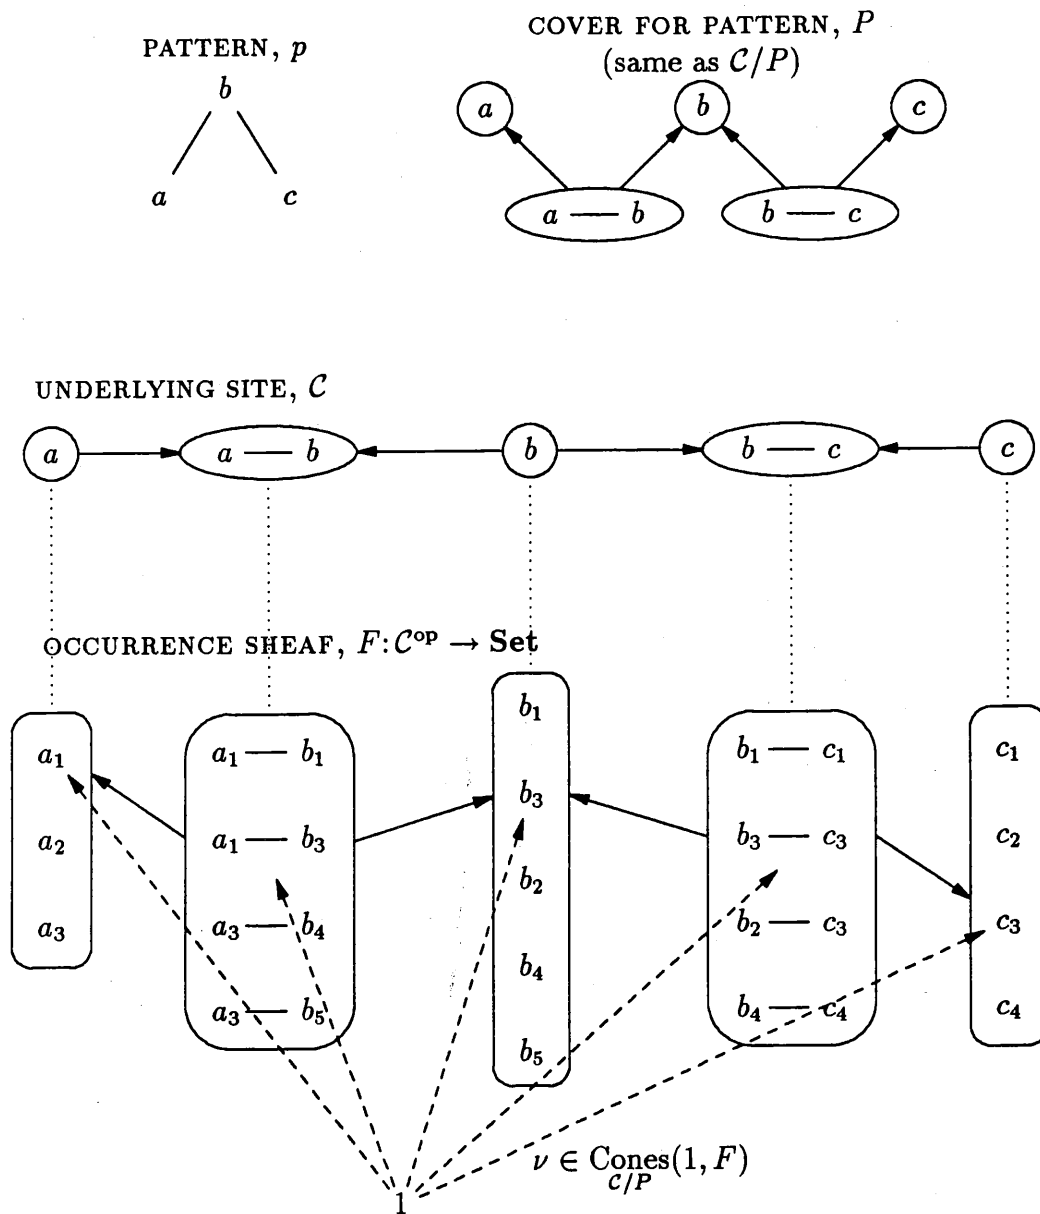 PATTERN, p
b
a c
COVER FOR PATTERN, P
(same as 𝒞/P)
a b c
a — b b — c
UNDERLYING SITE, 𝒞
a a — b b b — c c
OCCURRENCE SHEAF, F: 𝒞ᵒᵖ → Set
a₁
a₂
a₃
a₁ — b₁
a₁ — b₃
a₃ — b₄
a₃ — b₅
b₁
b₃
b₂
b₄
b₅
b₁ — c₁
b₃ — c₃
b₂ — c₃
b₄ — c₄
c₁
c₂
c₃
c₄
ν ∈ Cones(1, F)
𝒞/P
1